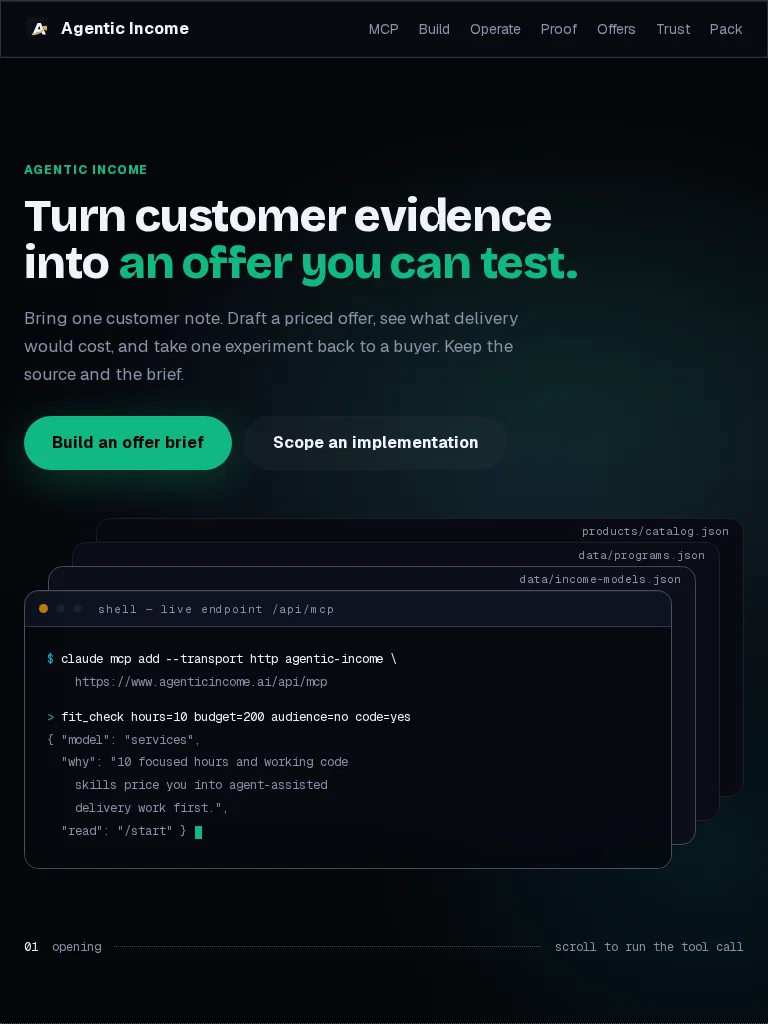 Agentic Income
MCP Build Operate Proof Offers Trust Pack
AGENTIC INCOME
Turn customer evidence
into an offer you can test.
Bring one customer note. Draft a priced offer, see what delivery
would cost, and take one experiment back to a buyer. Keep the
source and the brief.
Build an offer brief
Scope an implementation
products/catalog.json
data/programs.json
data/income-models.json
shell — live endpoint /api/mcp
$ claude mcp add --transport http agentic-income \
https://www.agenticincome.ai/api/mcp
> fit_check hours=10 budget=200 audience=no code=yes
{ "model": "services",
"why": "10 focused hours and working code
skills price you into agent-assisted
delivery work first.",
"read": "/start" }
01 opening
scroll to run the tool call